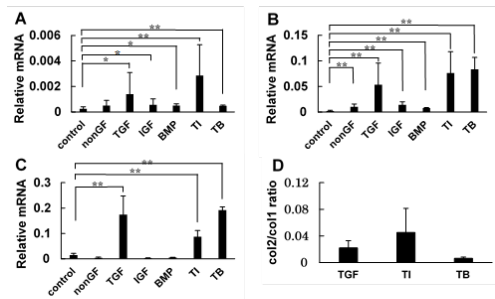 A
Relative mRNA
0.006
0.004
0.002
0
**
**
*
*
*
control
nonGF
TGF
IGF
BMP
TI
TB
B
Relative mRNA
0.15
0.1
0.05
0
**
**
**
**
**
**
control
nonGF
TGF
IGF
BMP
TI
TB
C
Relative mRNA
0.3
0.2
0.1
0
**
**
**
control
nonGF
TGF
IGF
BMP
TI
TB
D
col2/col1 ratio
0.12
0.08
0.04
0
TGF
TI
TB